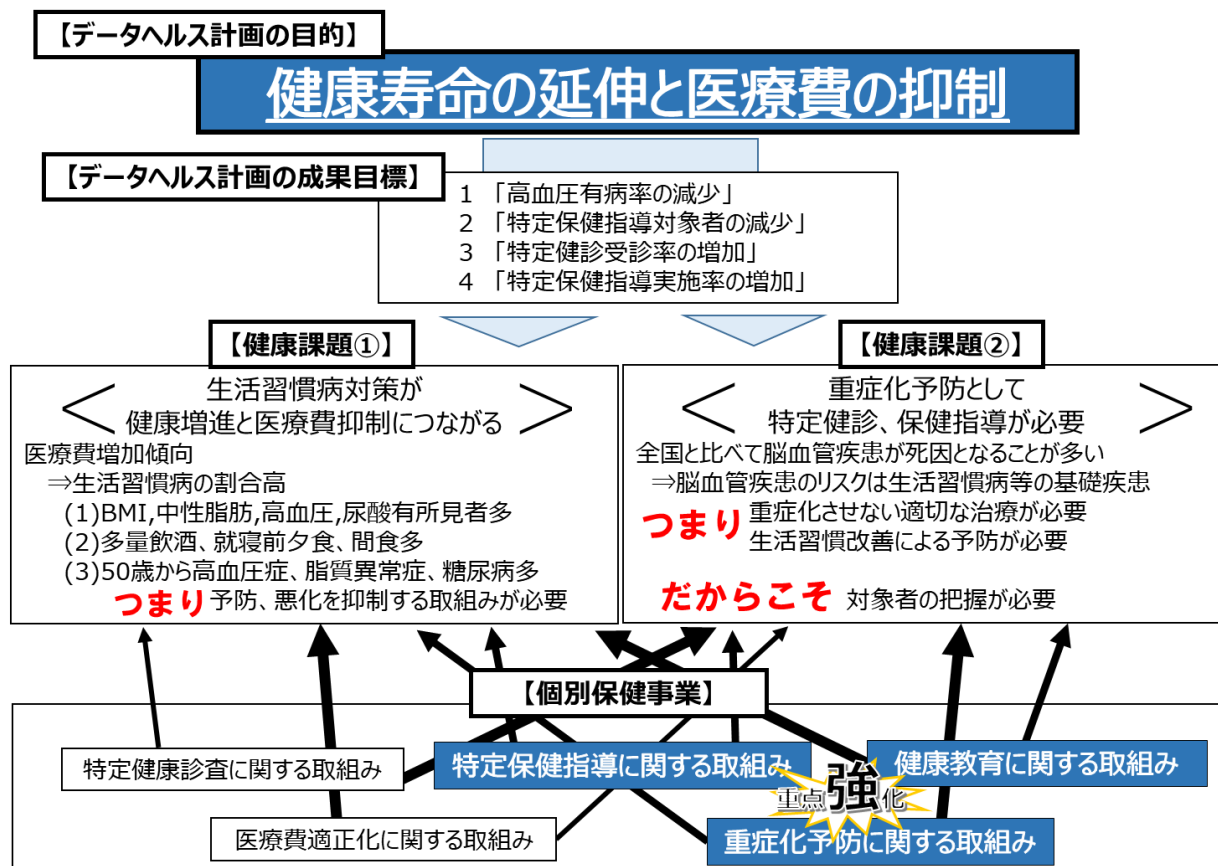 【データヘルス計画の目的】
健康寿命の延伸と医療費の抑制
【データヘルス計画の成果目標】
1 「高血圧有病率の減少」
2 「特定保健指導対象者の減少」
3 「特定健診受診率の増加」
4 「特定保健指導実施率の増加」
【健康課題①】
生活習慣病対策が
健康増進と医療費抑制につながる
医療費増加傾向
⇒生活習慣病の割合高
(1)BMI,中性脂肪,高血圧,尿酸有所見者多
(2)多量飲酒、就寝前夕食、間食多
(3)50歳から高血圧症、脂質異常症、糖尿病多
つまり 予防、悪化を抑制する取組みが必要
【健康課題②】
重症化予防として
特定健診、保健指導が必要
全国と比べて脳血管疾患が死因となることが多い
⇒脳血管疾患のリスクは生活習慣病等の基礎疾患
つまり 重症化させない適切な治療が必要
生活習慣改善による予防が必要
だからこそ 対象者の把握が必要
【個別保健事業】
特定健康診査に関する取組み
特定保健指導に関する取組み
健康教育に関する取組み
重点強化
医療費適正化に関する取組み
重症化予防に関する取組み